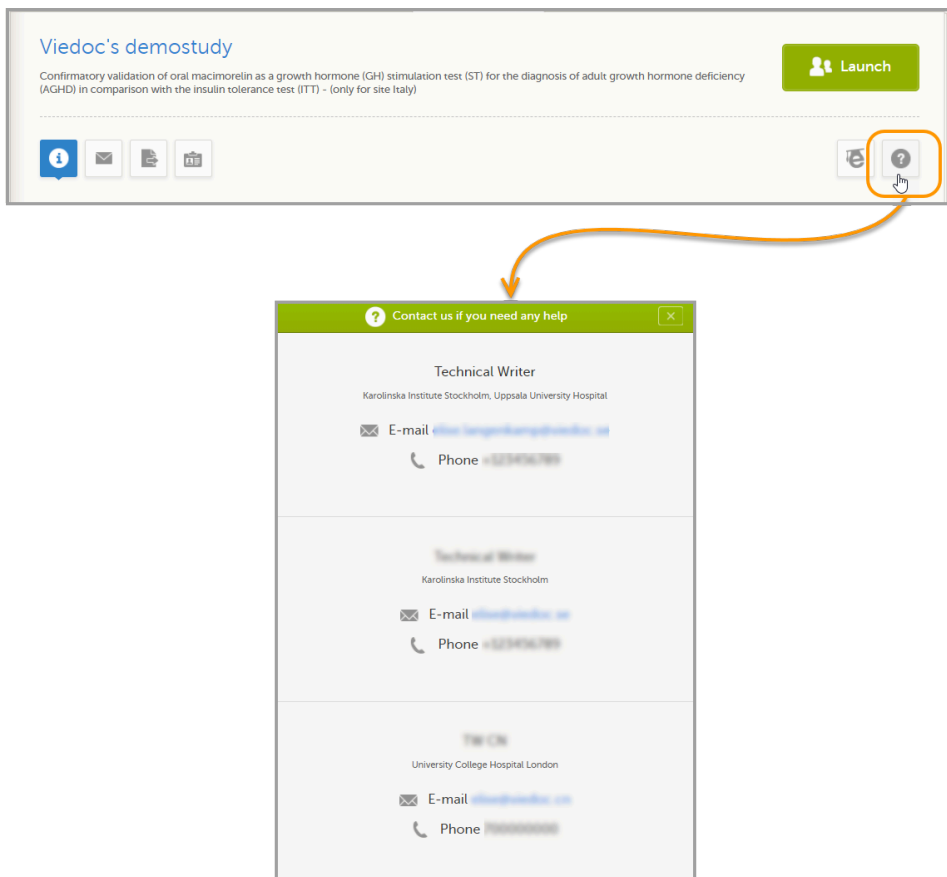 Viedoc's demostudy
Confirmatory validation of oral macimorelin as a growth hormone (GH) stimulation test (ST) for the diagnosis of adult growth hormone deficiency
(AGHD) in comparison with the insulin tolerance test (ITT) - (only for site Italy)
Launch
Contact us if you need any help
Technical Writer
Karolinska Institute Stockholm, Uppsala University Hospital
E-mail
Phone
Karolinska Institute Stockholm
E-mail
Phone
University College Hospital London
E-mail
Phone